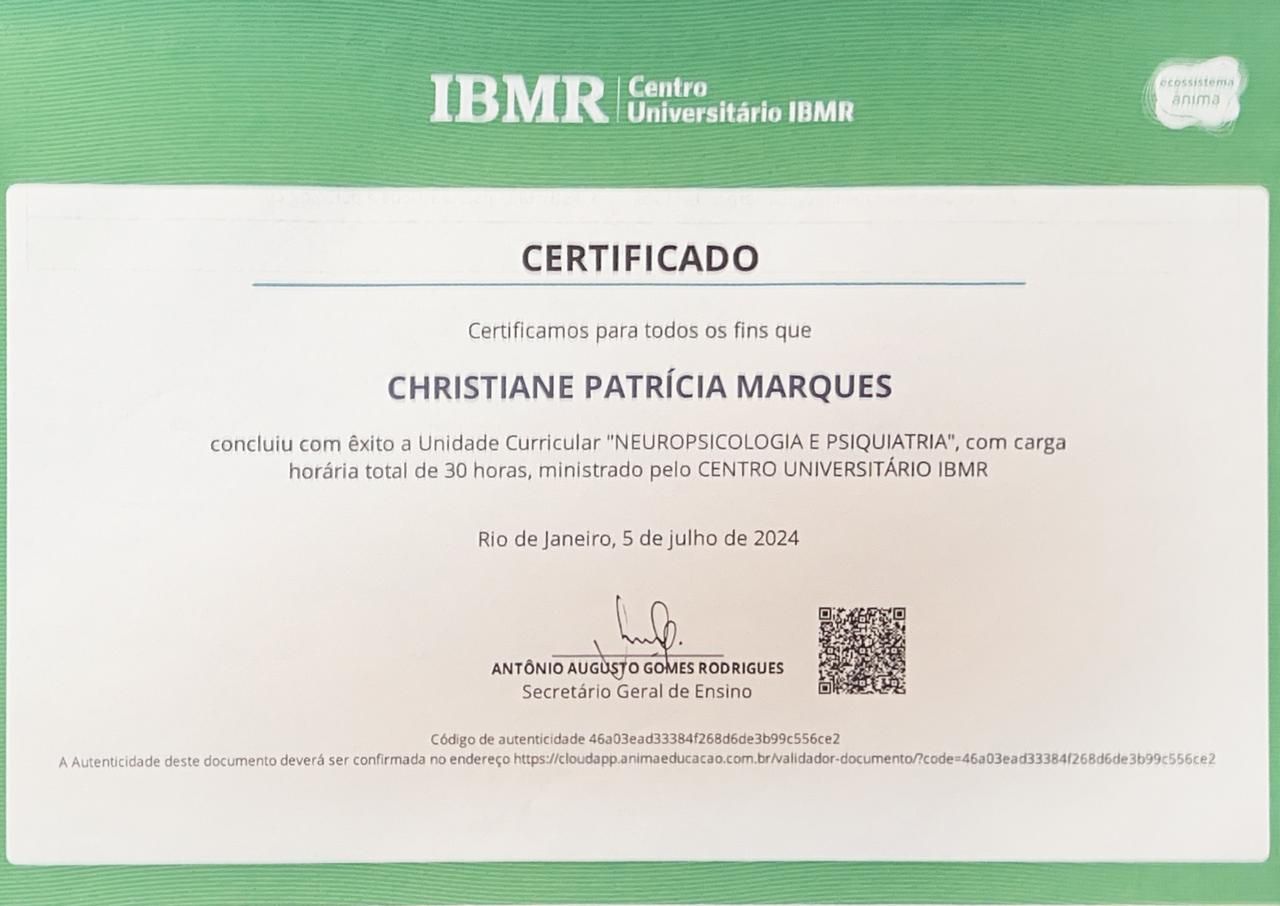 IBMR Centro
Universitário IBMR
ecossistema
ânima
CERTIFICADO
Certificamos para todos os fins que
CHRISTIANE PATRÍCIA MARQUES
concluiu com êxito a Unidade Curricular "NEUROPSICOLOGIA E PSIQUIATRIA", com carga
horária total de 30 horas, ministrado pelo CENTRO UNIVERSITÁRIO IBMR
Rio de Janeiro, 5 de julho de 2024
ANTÔNIO AUGUSTO GOMES RODRIGUES
Secretário Geral de Ensino
Código de autenticidade 46a03ead33384f268d6de3b99c556ce2
A Autenticidade deste documento deverá ser confirmada no endereço https://cloudapp.animaeducacao.com.br/validador-documento/?code=46a03ead33384f268d6de3b99c556ce2